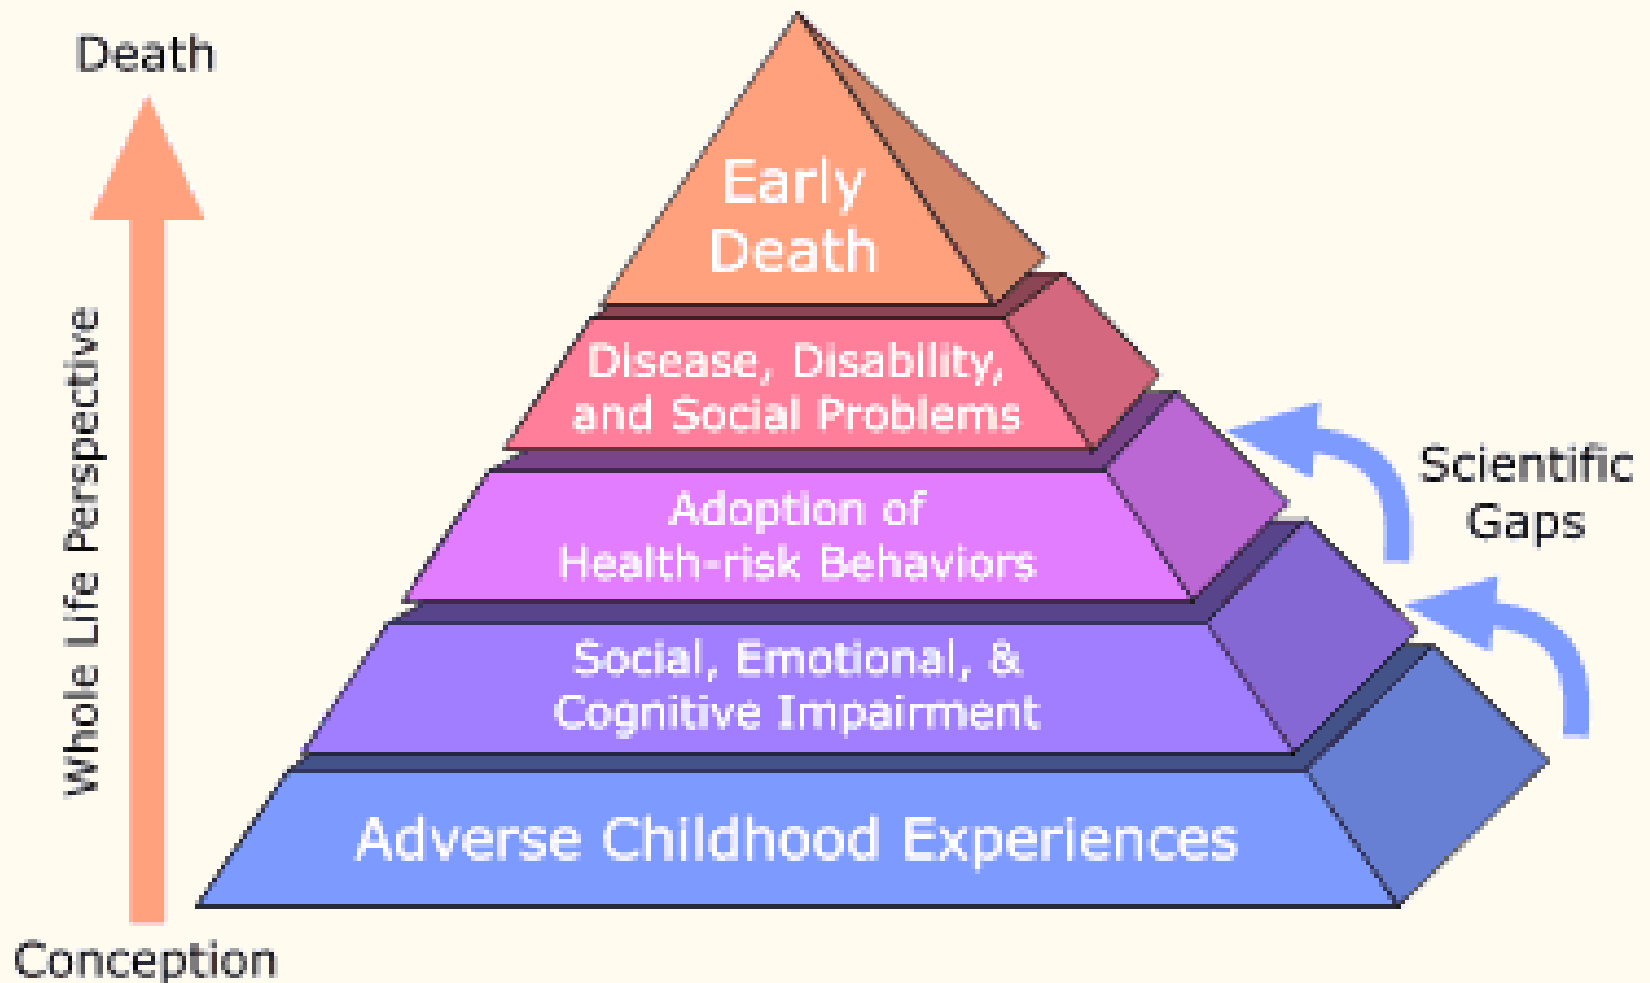 Death
Whole Life Perspective
Conception
Early
Death
Disease, Disability,
and Social Problems
Adoption of
Health-risk Behaviors
Social, Emotional, &
Cognitive Impairment
Adverse Childhood Experiences
Scientific
Gaps